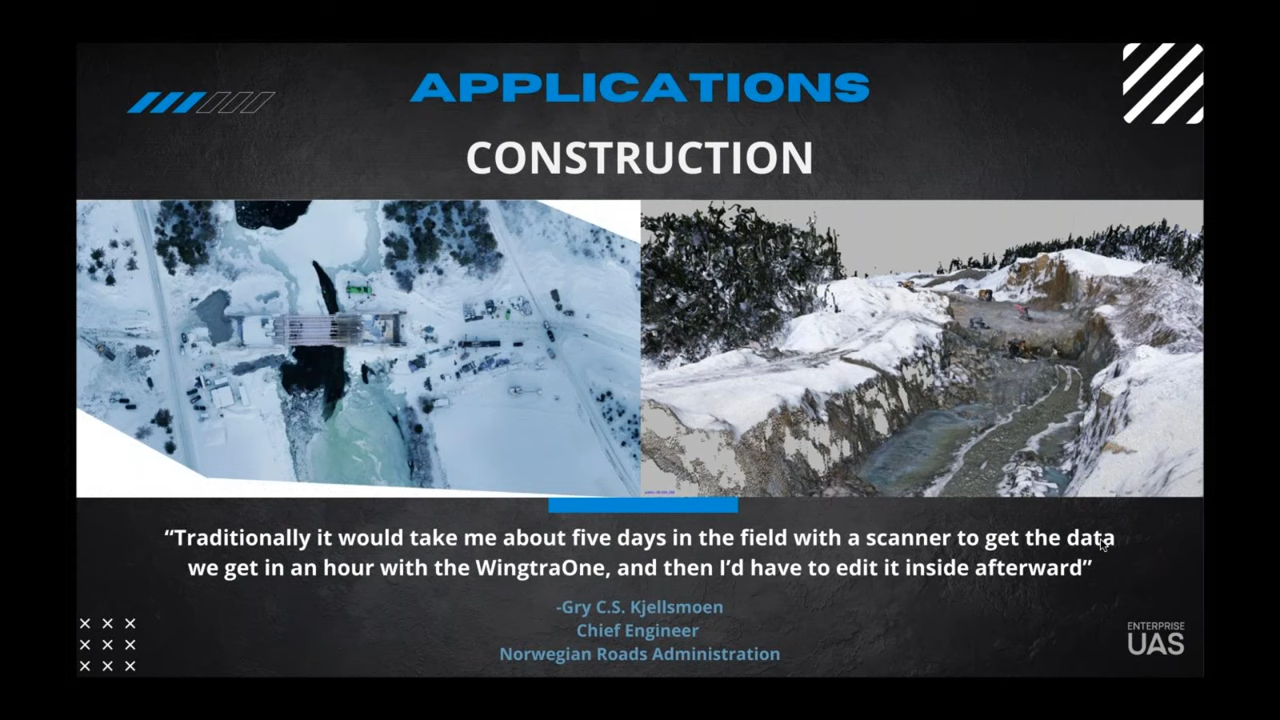 APPLICATIONS
CONSTRUCTION
“Traditionally it would take me about five days in the field with a scanner to get the data
we get in an hour with the WingtraOne, and then I’d have to edit it inside afterward”
-Gry C.S. Kjellsmoen
Chief Engineer
Norwegian Roads Administration
ENTERPRISE
UAS